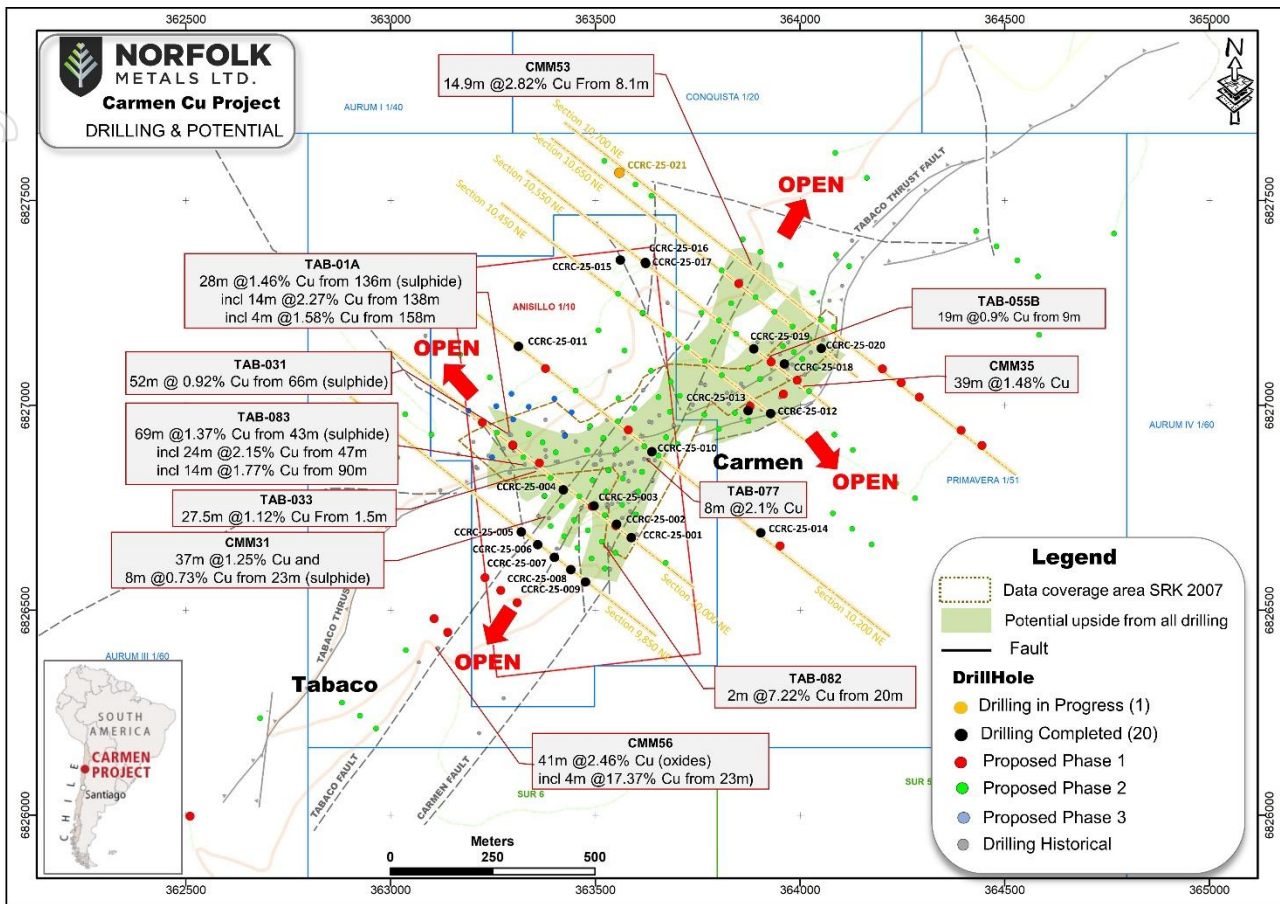 362500
363000
363500
364000
364500
365000
NORFOLK
METALS LTD.
Carmen Cu Project
DRILLING & POTENTIAL
CMM53
14.9m @2.82% Cu From 8.1m
N
AURUM I 1/40
CONQUISTA 1/20
Section 10,700 NE
Section 10,650 NE
Section 10,550 NE
Section 10,450 NE
CCRC-25-021
OPEN
TABACO THRUST FAULT
6827500
6827500
CCRC-25-016
CCRC-25-015
CCRC-25-017
TAB-01A
28m @1.46% Cu from 136m (sulphide)
incl 14m @2.27% Cu from 138m
incl 4m @1.58% Cu from 158m
ANISILLO 1/10
TAB-055B
19m @0.9% Cu from 9m
OPEN
CCRC-25-011
CCRC-25-019
CCRC-25-020
CCRC-25-018
TAB-031
52m @ 0.92% Cu from 66m (sulphide)
CMM35
39m @1.48% Cu
6827000
6827000
CCRC-25-013
CCRC-25-012
AURUM IV 1/60
TAB-083
69m @1.37% Cu from 43m (sulphide)
incl 24m @2.15% Cu from 47m
incl 14m @1.77% Cu from 90m
CCRC-25-010
Carmen
OPEN
PRIMAVERA 1/51
CCRC-25-004
CCRC-25-003
TAB-077
8m @2.1% Cu
TAB-033
27.5m @1.12% Cu From 1.5m
CCRC-25-002
CCRC-25-001
CCRC-25-005
CCRC-25-006
CCRC-25-007
CCRC-25-008
CCRC-25-009
CCRC-25-014
CMM31
37m @1.25% Cu and
8m @0.73% Cu from 23m (sulphide)
6826500
6826500
Section 9,850 NE
Section 10,000 NE
Section 10,200 NE
OPEN
TABACO THRUST
AURUM III 1/60
Tabaco
TAB-082
2m @7.22% Cu from 20m
CMM56
41m @2.46% Cu (oxides)
incl 4m @17.37% Cu from 23m)
TABACO FAULT
CARMEN FAULT
SUR 6
SUR 5
6826000
6826000
SOUTH
AMERICA
CARMEN
PROJECT
Santiago
CHILE
Meters
0
250
500
Legend
Data coverage area SRK 2007
Potential upside from all drilling
Fault
DrillHole
Drilling in Progress (1)
Drilling Completed (20)
Proposed Phase 1
Proposed Phase 2
Proposed Phase 3
Drilling Historical
362500
363000
363500
364000
364500
365000